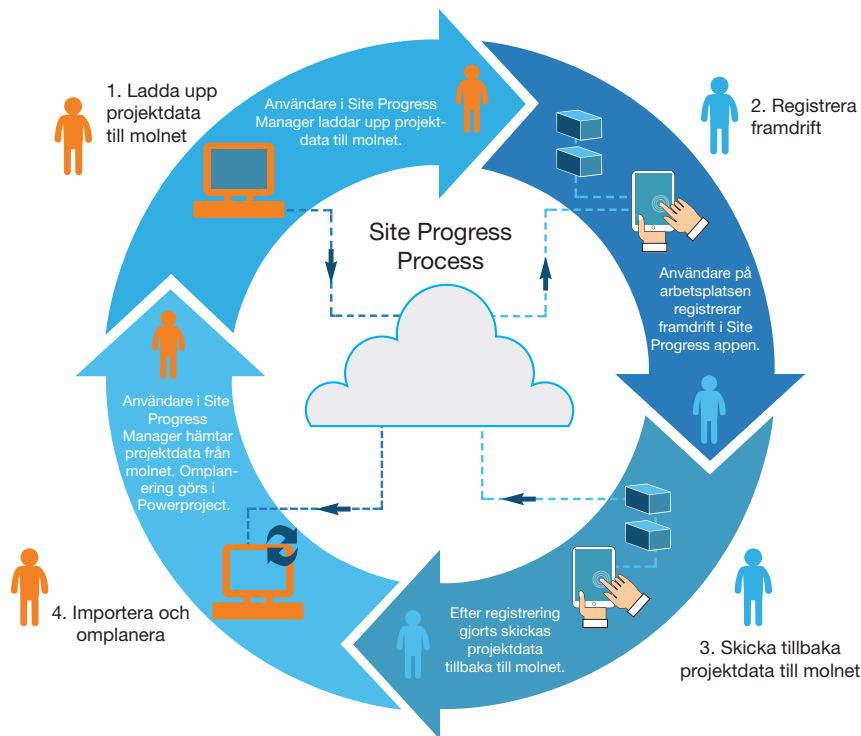 1. Ladda upp
projektdata
till molnet
Användare i Site Progress
Manager laddar upp projekt-
data till molnet.
2. Registrera
framdrift
Site Progress
Process
Användare på
arbetsplatsen
registrerar
framdrift i Site
Progress appen.
Användare i Site
Progress
Manager hämtar
projektdata från
molnet. Omplan-
ering görs i
Powerproject.
4. Importera och
omplanera
Efter registrering
gjorts skickas
projektdata
tillbaka till molnet.
3. Skicka tillbaka
projektdata till molnet